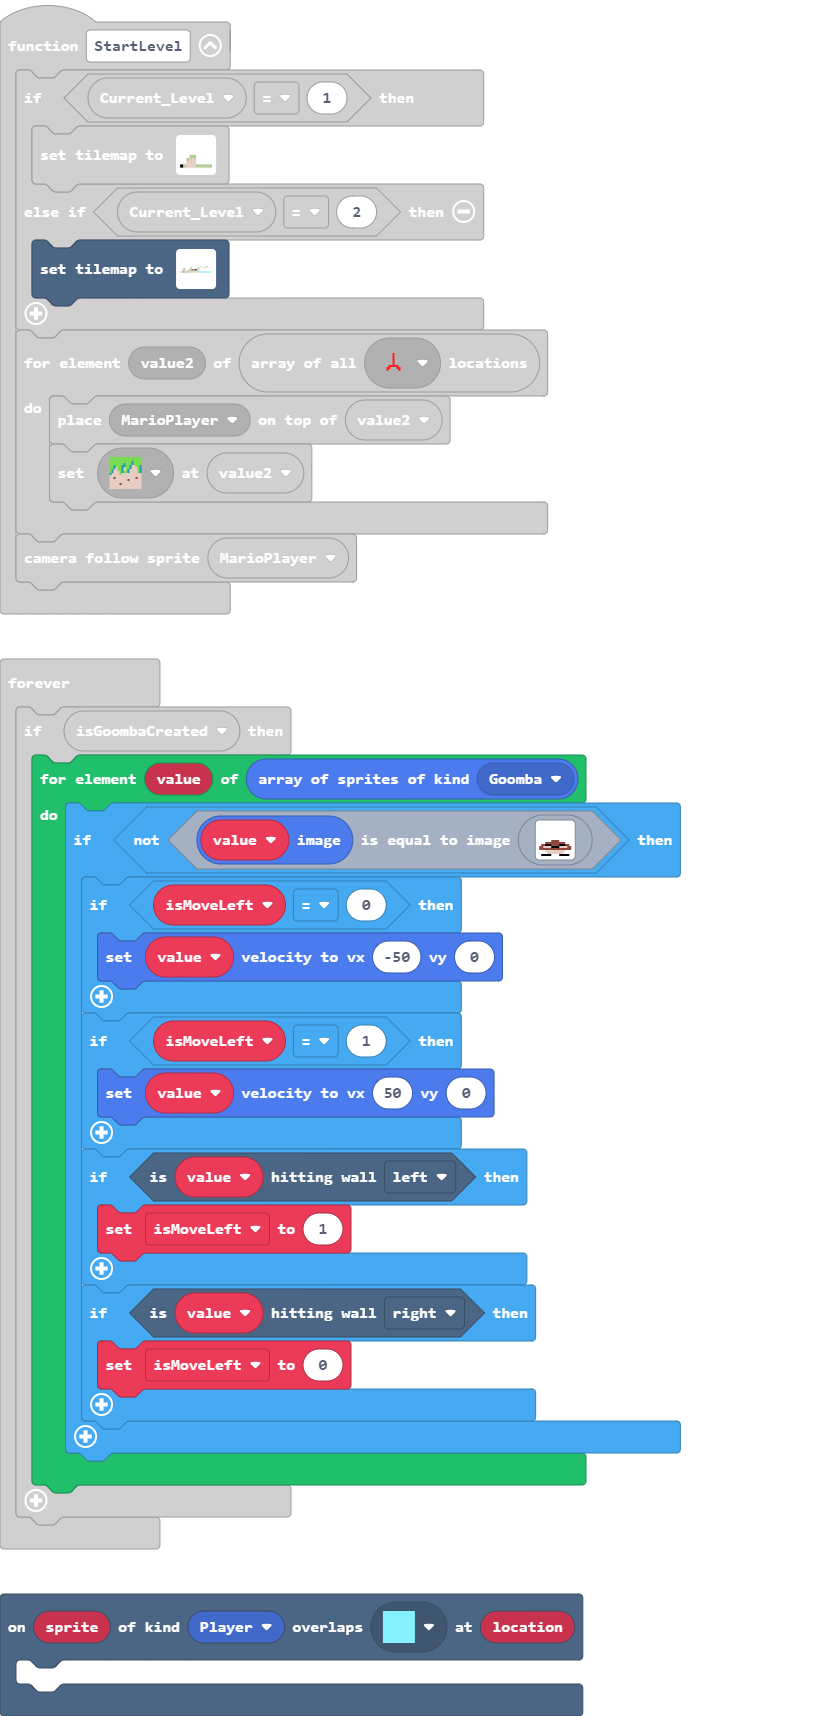 function StartLevel
if Current_Level = 1 then
set tilemap to
else if Current_Level = 2 then
set tilemap to
for element value2 of array of all locations
do
place MarioPlayer on top of value2
set at value2
camera follow sprite MarioPlayer
forever
if isGoombaCreated then
for element value of array of sprites of kind Goomba
do
if not value image is equal to image then
if isMoveLeft = 0 then
set value velocity to vx -50 vy 0
if isMoveLeft = 1 then
set value velocity to vx 50 vy 0
if is value hitting wall left then
set isMoveLeft to 1
if is value hitting wall right then
set isMoveLeft to 0
on sprite of kind Player overlaps at location